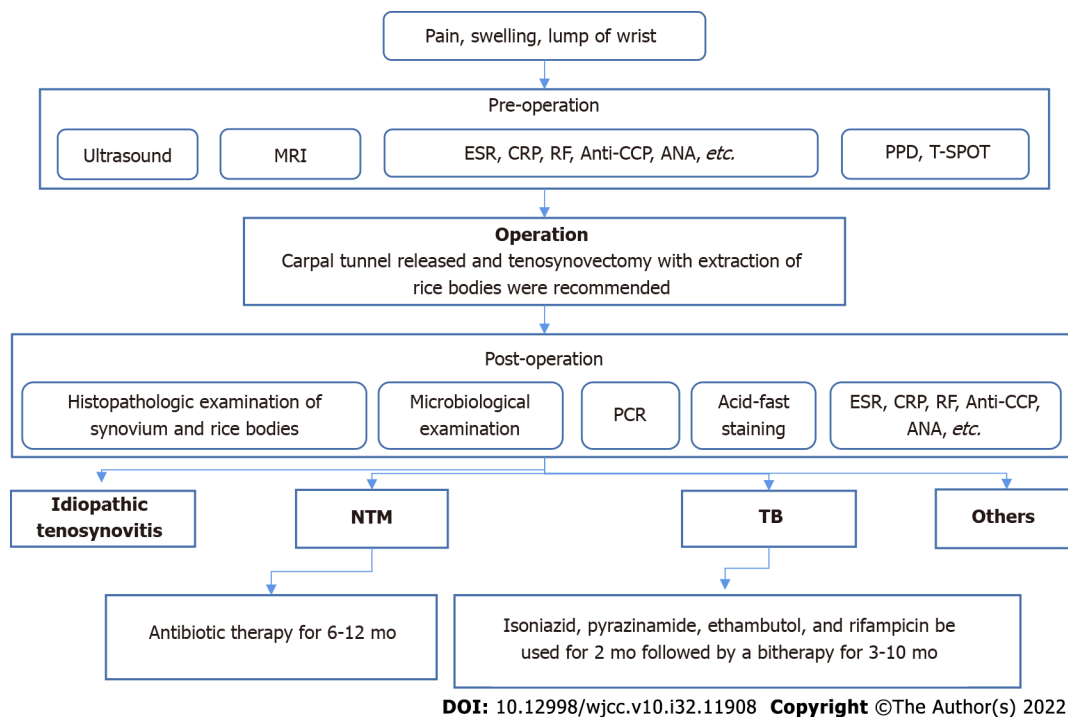 Pain, swelling, lump of wrist
Pre-operation
Ultrasound
MRI
ESR, CRP, RF, Anti-CCP, ANA, etc.
PPD, T-SPOT
Operation
Carpal tunnel released and tenosynovectomy with extraction of
rice bodies were recommended
Post-operation
Histopathologic examination of
synovium and rice bodies
Microbiological
examination
PCR
Acid-fast
staining
ESR, CRP, RF, Anti-CCP,
ANA, etc.
Idiopathic
tenosynovitis
NTM
TB
Others
Antibiotic therapy for 6-12 mo
Isoniazid, pyrazinamide, ethambutol, and rifampicin be
used for 2 mo followed by a bitherapy for 3-10 mo
DOI: 10.12998/wjcc.v10.i32.11908 Copyright ©The Author(s) 2022